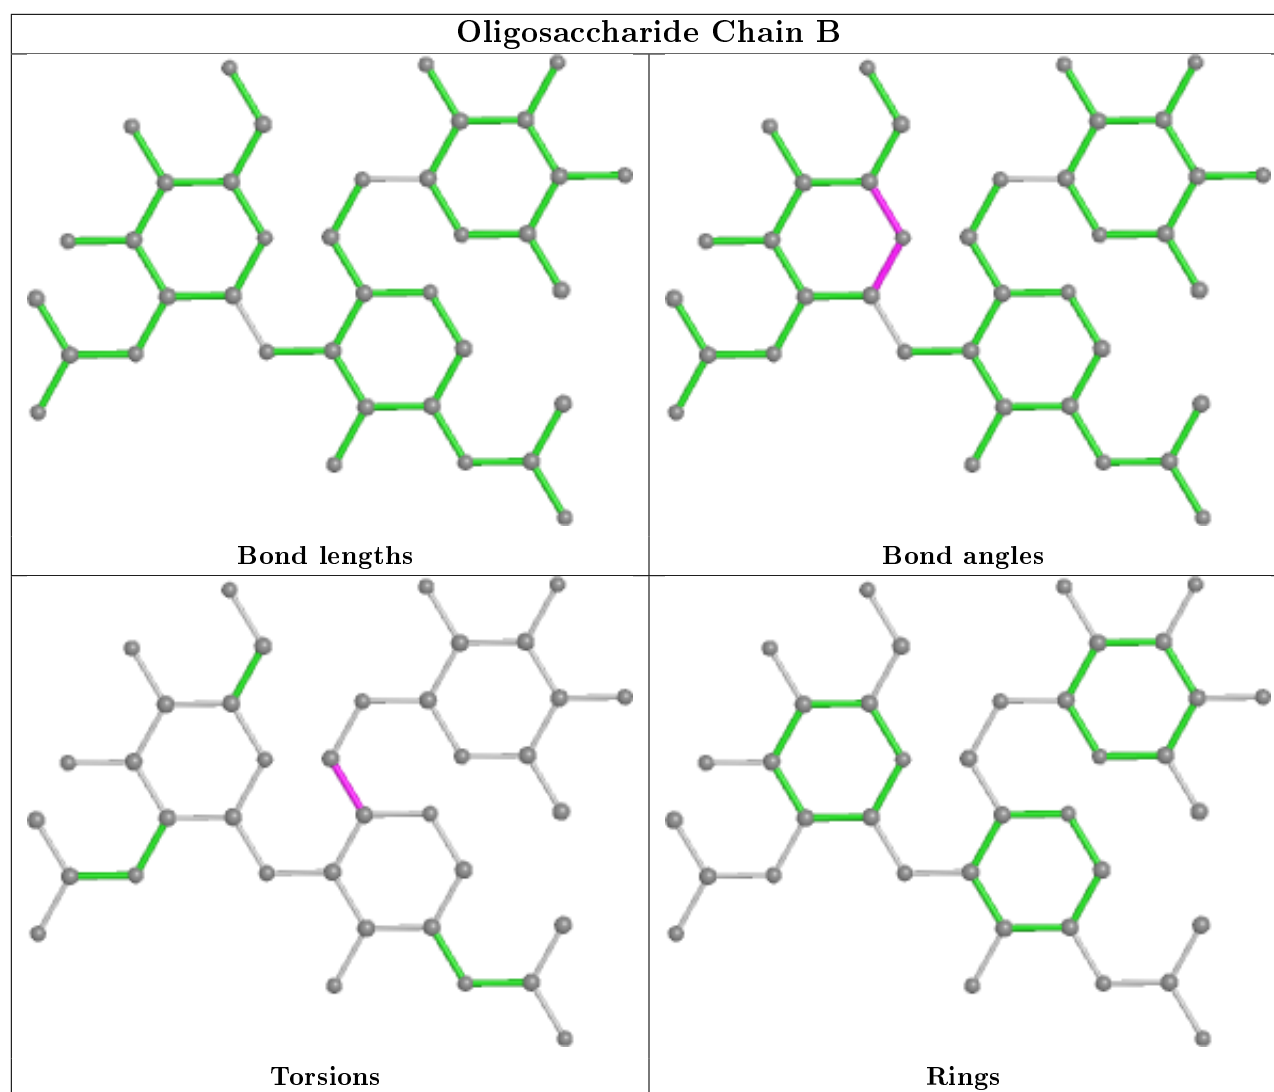 Oligosaccharide Chain B
Bond lengths
Bond angles
Torsions
Rings